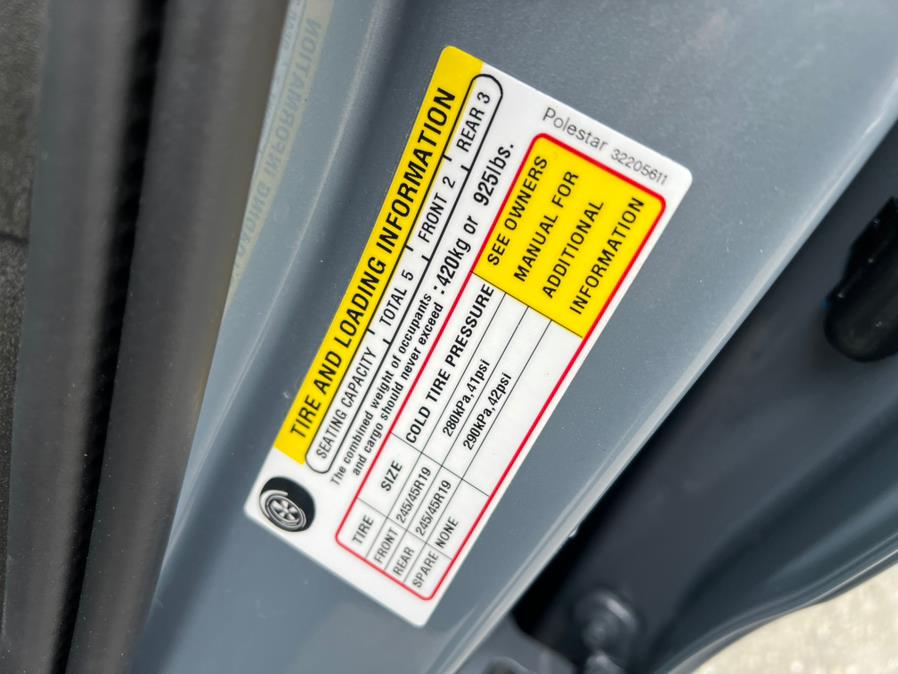 TIRE AND LOADING INFORMATION
SEATING CAPACITY TOTAL 5 FRONT 2 REAR 3
The combined weight of occupants
and cargo should never exceed : 420kg or 925lbs.
TIRE SIZE COLD TIRE PRESSURE
FRONT 245/45R19 280kPa,41psi
REAR 245/45R19 290kPa,42psi
SPARE NONE
SEE OWNERS
MANUAL FOR
ADDITIONAL
INFORMATION
Polestar 32205611